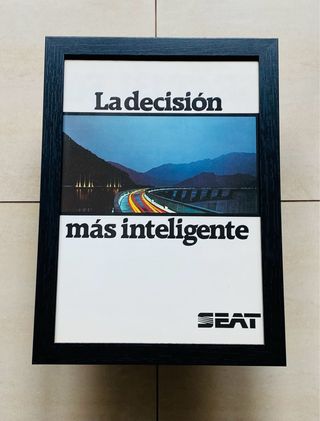 La decisión
más inteligente
SEAT